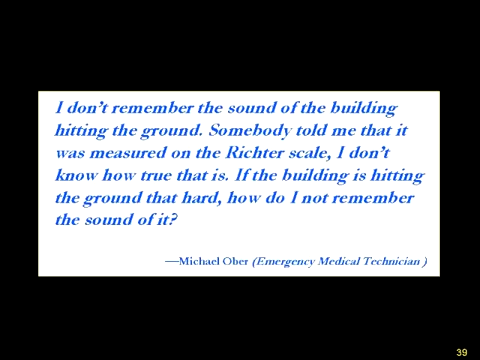 I don't remember the sound of the building
hitting the ground. Somebody told me that it
was measured on the Richter scale, I don't
know how true that is. If the building is hitting
the ground that hard, how do I not remember
the sound of it?
—Michael Ober (Emergency Medical Technician )
39